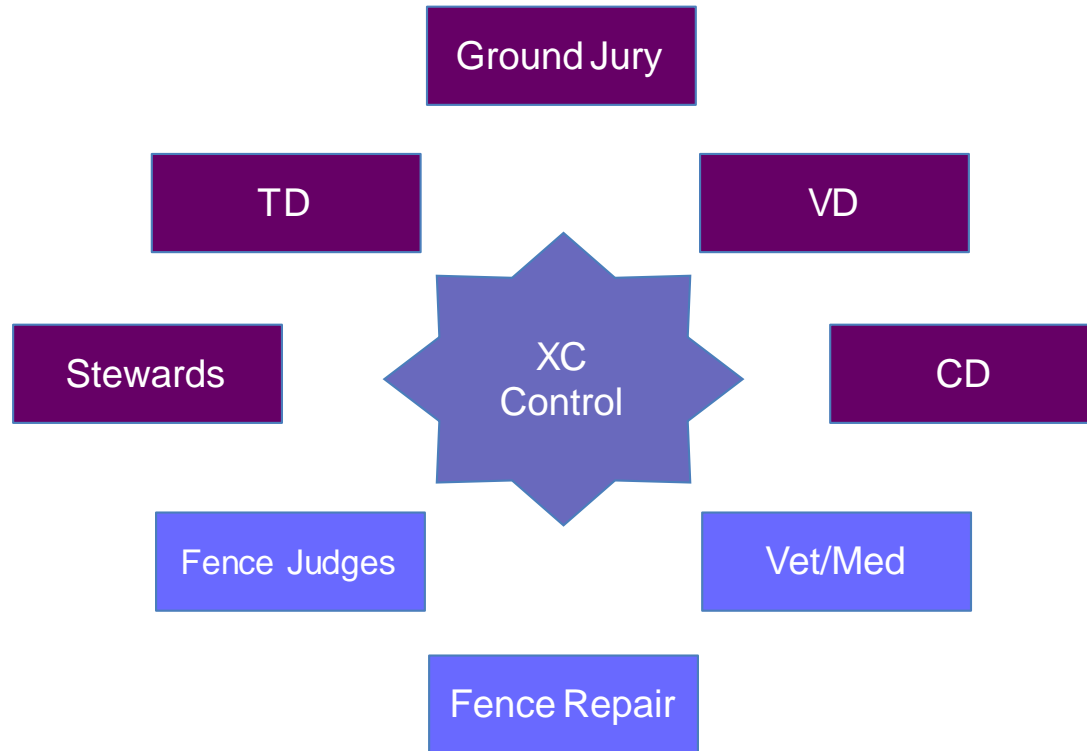 Ground Jury
TD
VD
Stewards
XC
Control
CD
Fence Judges
Vet/Med
Fence Repair